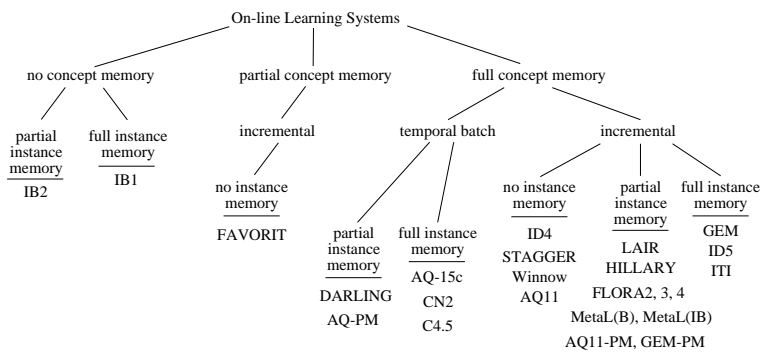 On-line Learning Systems
no concept memory
partial concept memory
full concept memory
partial
instance
memory
IB2
full instance
memory
IB1
incremental
no instance
memory
FAVORIT
temporal batch
partial
instance
memory
DARLING
AQ-PM
full instance
memory
AQ-15c
CN2
C4.5
incremental
no instance
memory
ID4
STAGGER
Winnow
AQ11
partial
instance
memory
LAIR
HILLARY
FLORA2, 3, 4
MetaL(B), MetaL(IB)
AQ11-PM, GEM-PM
full instance
memory
GEM
ID5
ITI